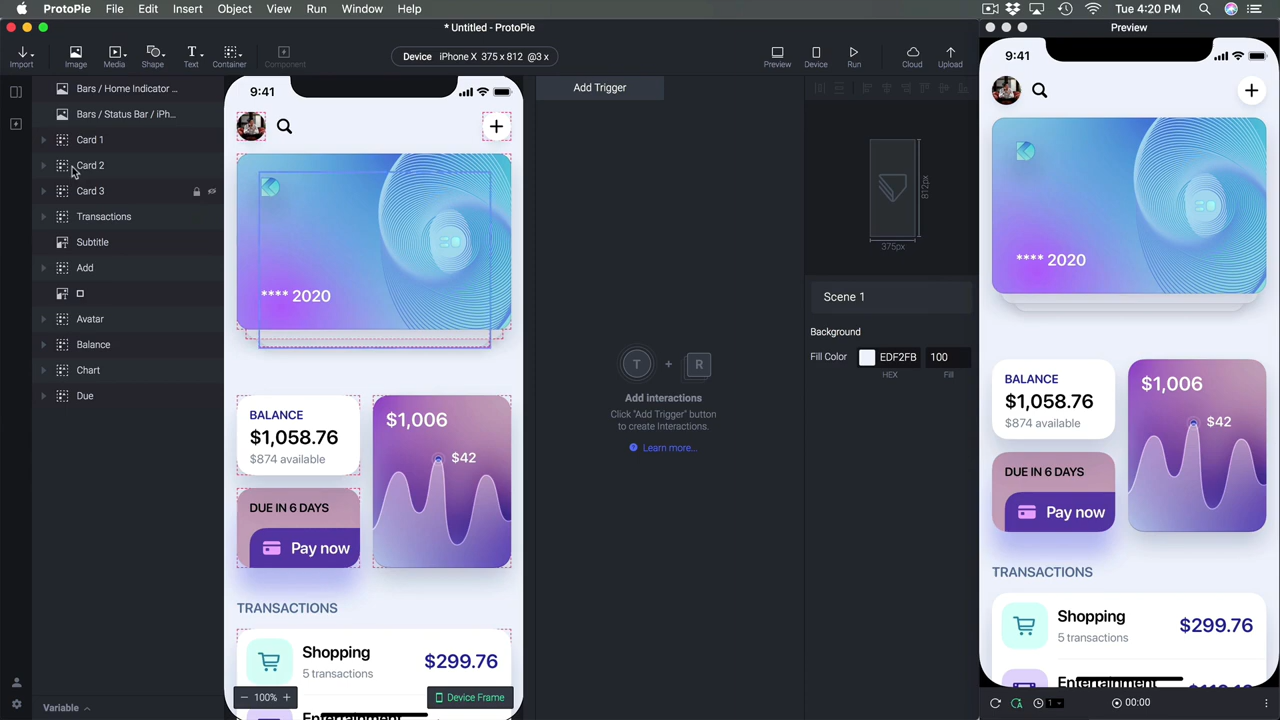 ProtoPie File Edit Insert Object View Run Window Help
Tue 4:20 PM
* Untitled - ProtoPie
Preview
Import Image Media Shape Text Container Component
Device iPhone X 375 x 812 @3 x
Preview Device Run Cloud Upload
Bars / Home Indicator ...
Bars / Status Bar / iPh...
Card 1
Card 2
Card 3
Transactions
Subtitle
Add
Avatar
Balance
Chart
Due
Variable
9:41
**** 2020
BALANCE
$1,058.76
$874 available
$1,006
$42
DUE IN 6 DAYS
Pay now
TRANSACTIONS
Shopping
5 transactions
$299.76
Entertainment
100%
Device Frame
Add Trigger
T + R
Add interactions
Click "Add Trigger" button
to create Interactions.
Learn more...
812px
375px
Scene 1
Background
Fill Color EDF2FB 100
HEX Fill
9:41
**** 2020
BALANCE
$1,058.76
$874 available
$1,006
$42
DUE IN 6 DAYS
Pay now
TRANSACTIONS
Shopping
5 transactions
$299.76
Entertainment
1
00:00